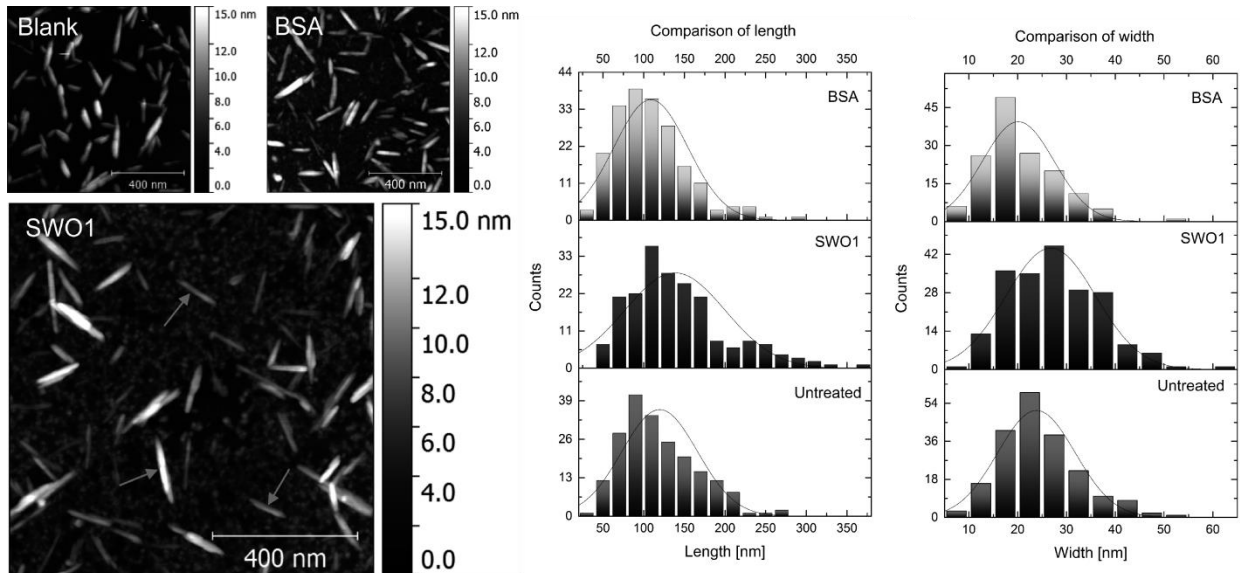 Blank
15.0 nm
12.0
10.0
8.0
6.0
4.0
0.0
400 nm
BSA
15.0 nm
12.0
10.0
8.0
6.0
4.0
0.0
400 nm
SWO1
15.0 nm
12.0
10.0
8.0
6.0
4.0
0.0
400 nm
Comparison of length
50 100 150 200 250 300 350
44
33
22
11
0
BSA
33
22
11
0
SWO1
39
26
13
0
Untreated
Counts
50 100 150 200 250 300 350
Length [nm]
Comparison of width
10 20 30 40 50 60
45
30
15
0
BSA
42
28
14
0
SWO1
54
36
18
0
Untreated
Counts
10 20 30 40 50 60
Width [nm]